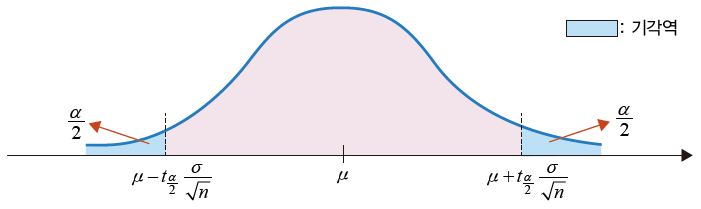 : 기각역
α/2
α/2
μ − t_{α/2} σ/√n
μ
μ + t_{α/2} σ/√n